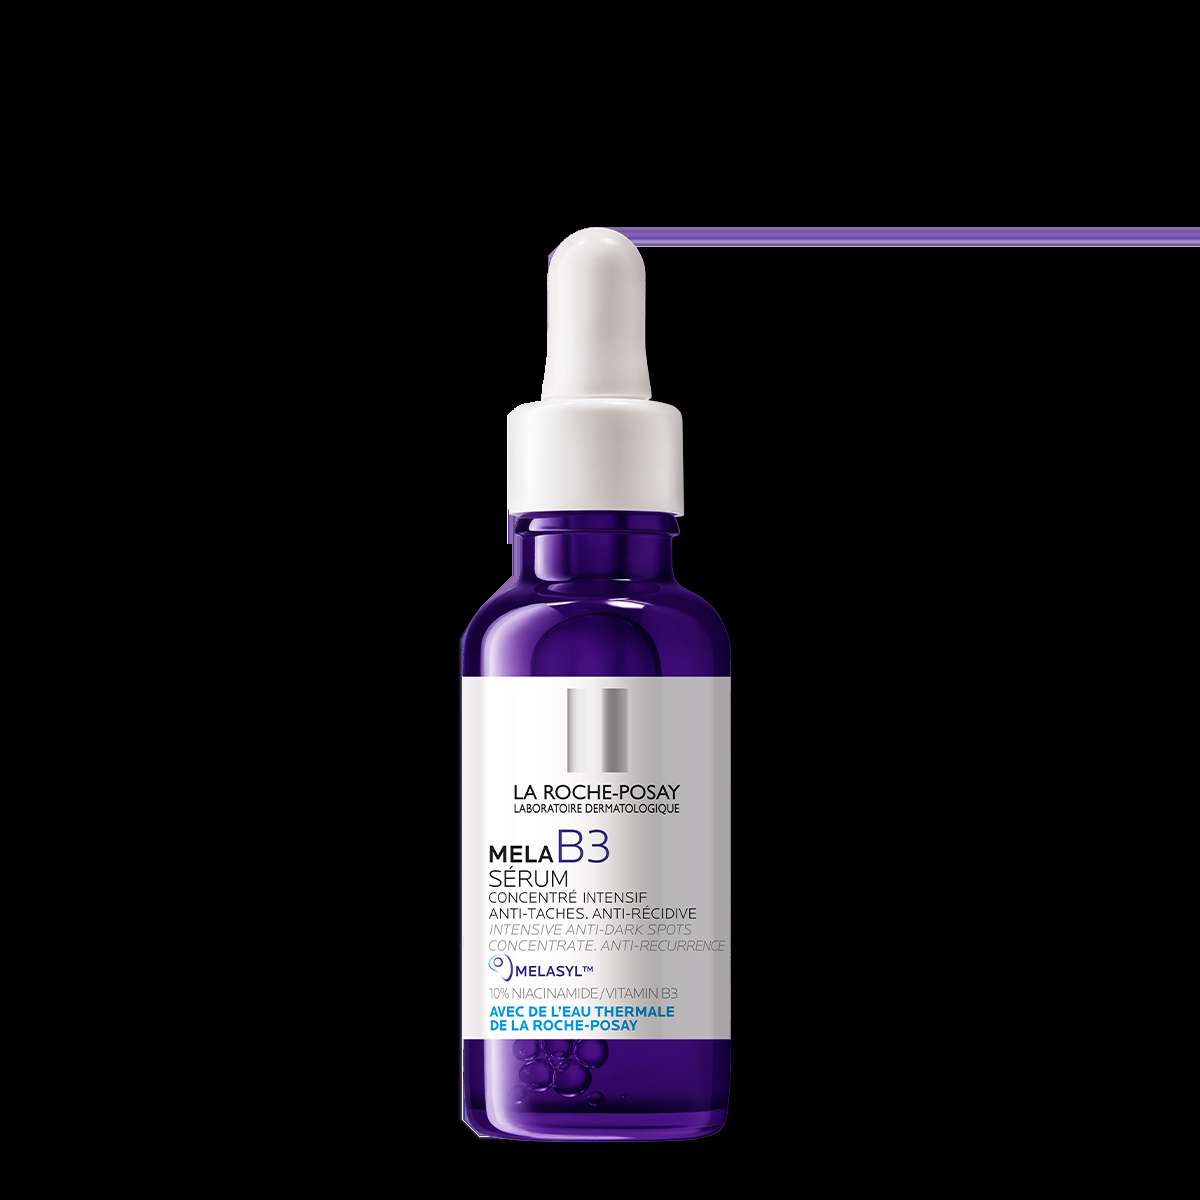 LA ROCHE-POSAY
LABORATOIRE DERMATOLOGIQUE
MELA B3
SÉRUM
CONCENTRÉ INTENSIF
ANTI-TACHES. ANTI-RÉCIDIVE
INTENSIVE ANTI-DARK SPOTS
CONCENTRATE. ANTI-RECURRENCE
MELASYL™
10% NIACINAMIDE/VITAMIN B3
AVEC DE L'EAU THERMALE
DE LA ROCHE-POSAY